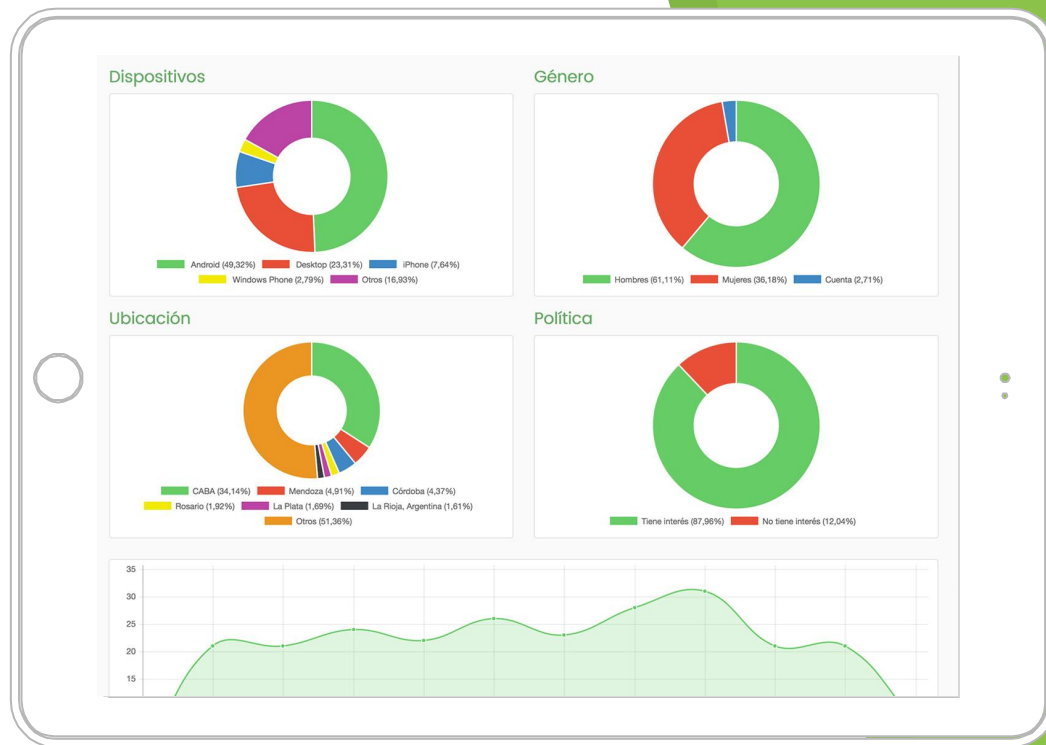 Dispositivos
Android (49,32%) Desktop (23,31%) iPhone (7,64%)
Windows Phone (2,79%) Otros (16,93%)
Género
Hombres (61,11%) Mujeres (36,18%) Cuenta (2,71%)
Ubicación
CABA (34,14%) Mendoza (4,91%) Córdoba (4,37%)
Rosario (1,92%) La Plata (1,69%) La Rioja, Argentina (1,61%)
Otros (51,36%)
Política
Tiene interés (87,96%) No tiene interés (12,04%)
35
30
25
20
15